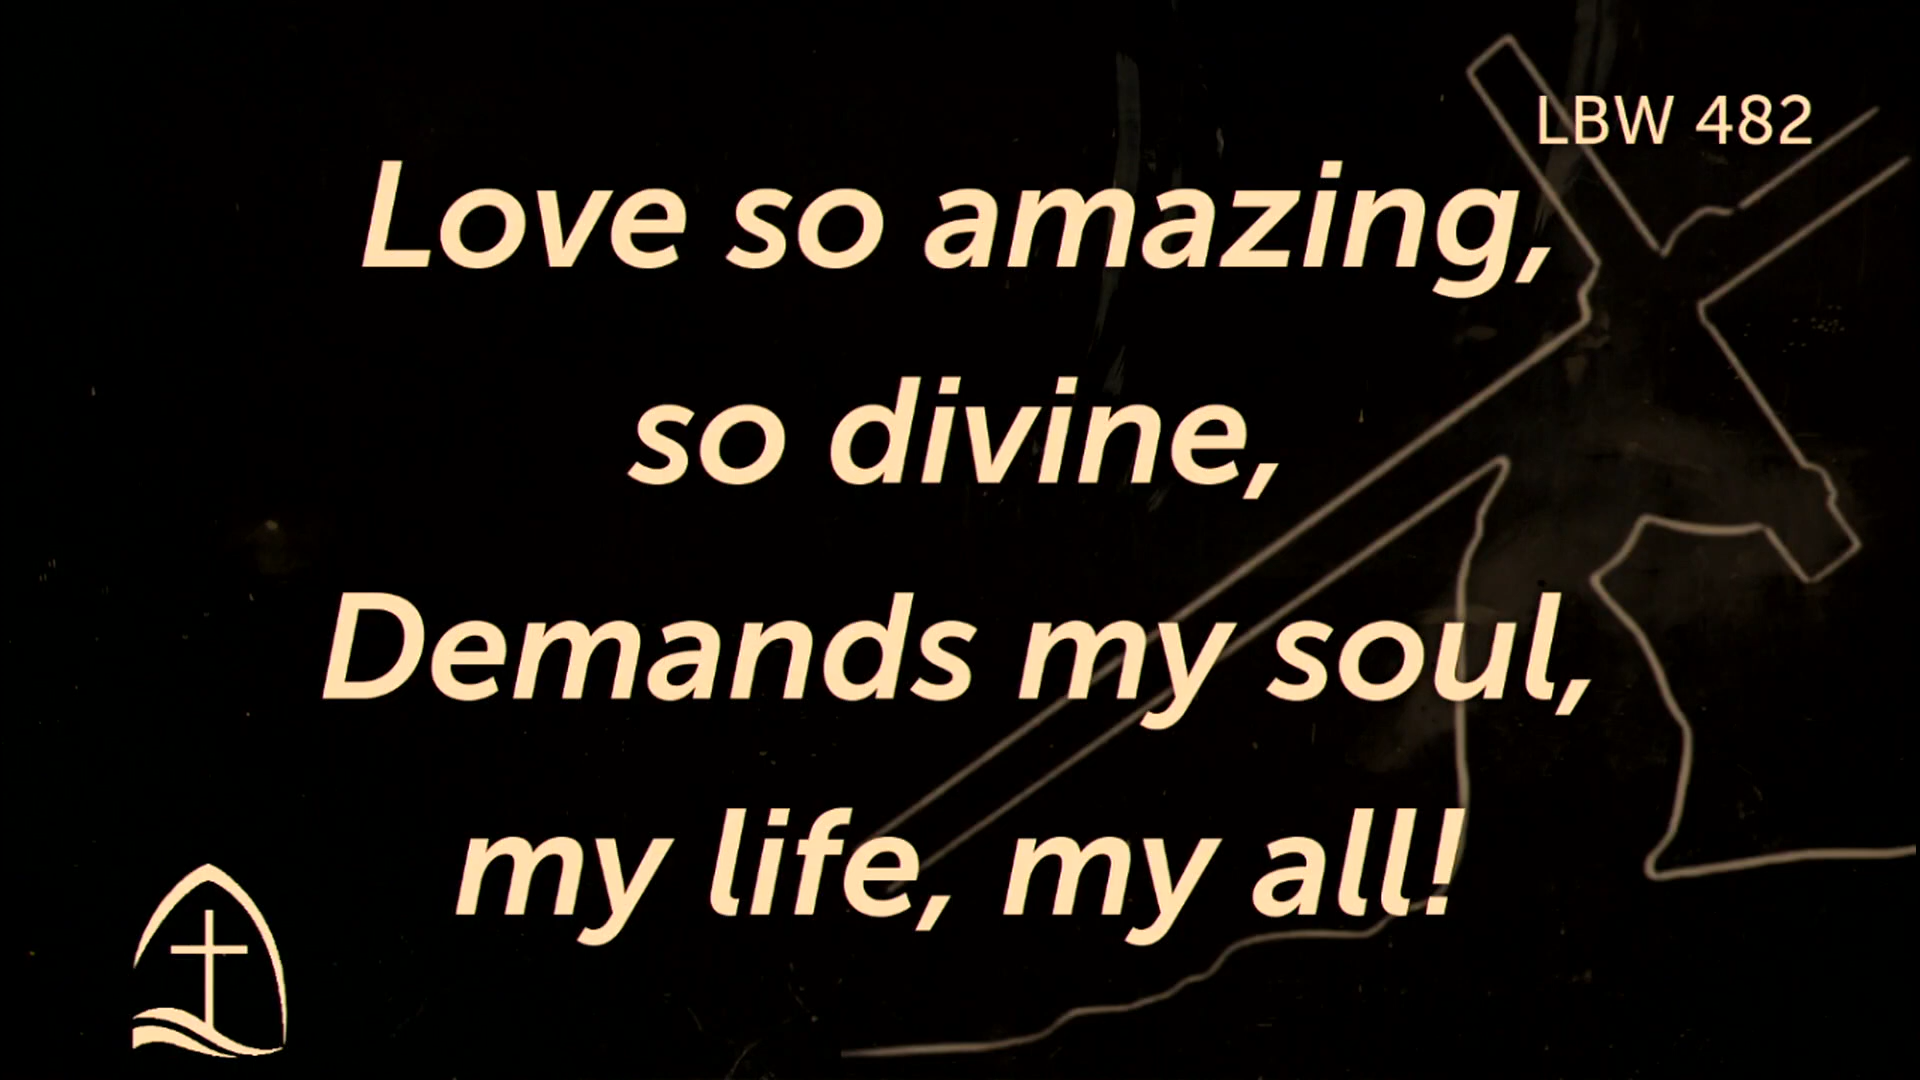 LBW 482
Love so amazing,
so divine,
Demands my soul,
my life, my all!